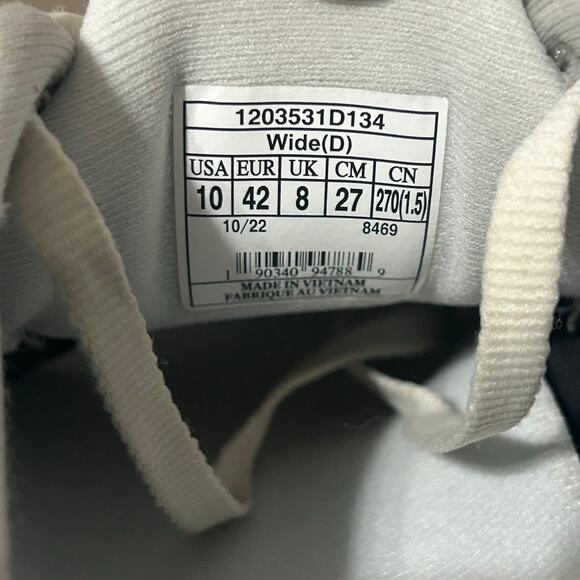 1203531D134
Wide(D)
USA EUR UK CM CN
10 42 8 27 270(1.5)
10/22 8469
1 90340 94788 9
MADE IN VIETNAM
FABRIQUE AU VIETNAM